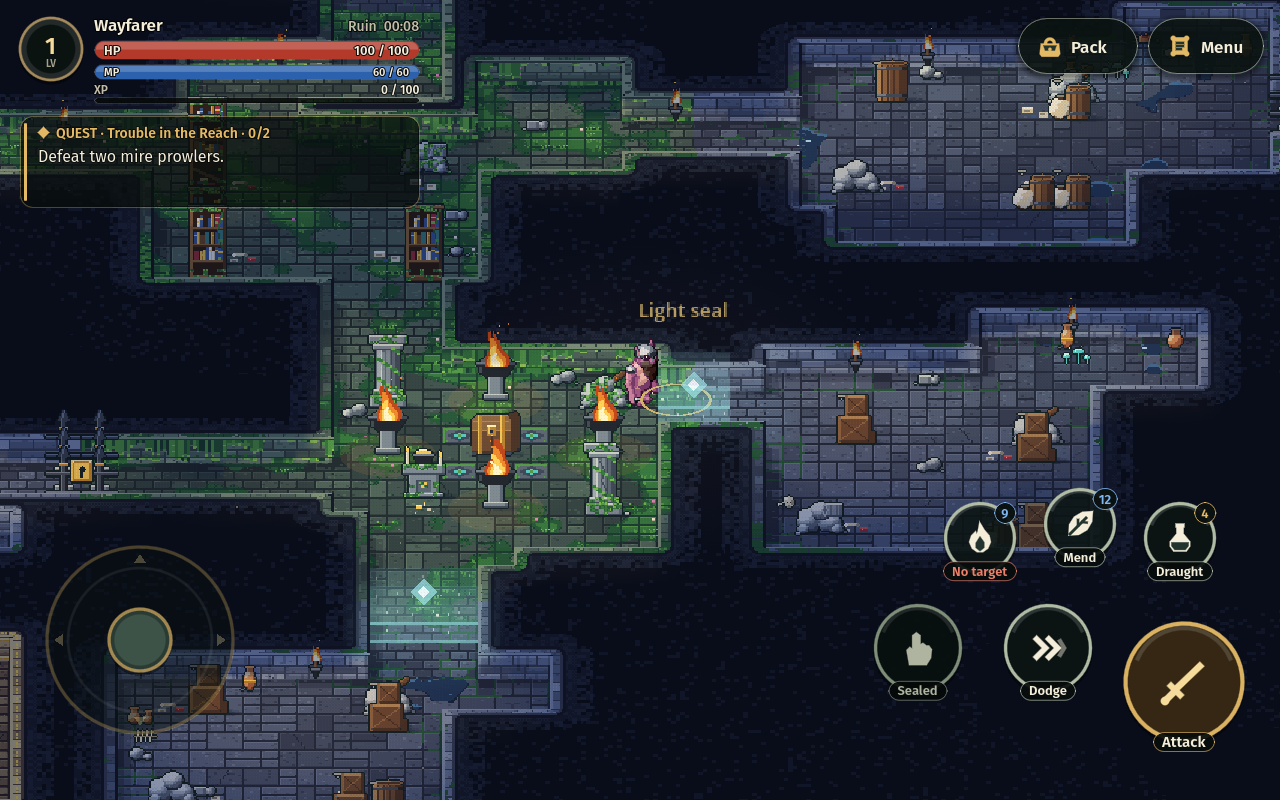 1
LV
Wayfarer
Ruin 00:08
HP 100 / 100
MP 60 / 60
XP 0 / 100
QUEST · Trouble in the Reach · 0/2
Defeat two mire prowlers.
Pack
Menu
Light seal
9
No target
12
Mend
4
Draught
Sealed
Dodge
Attack